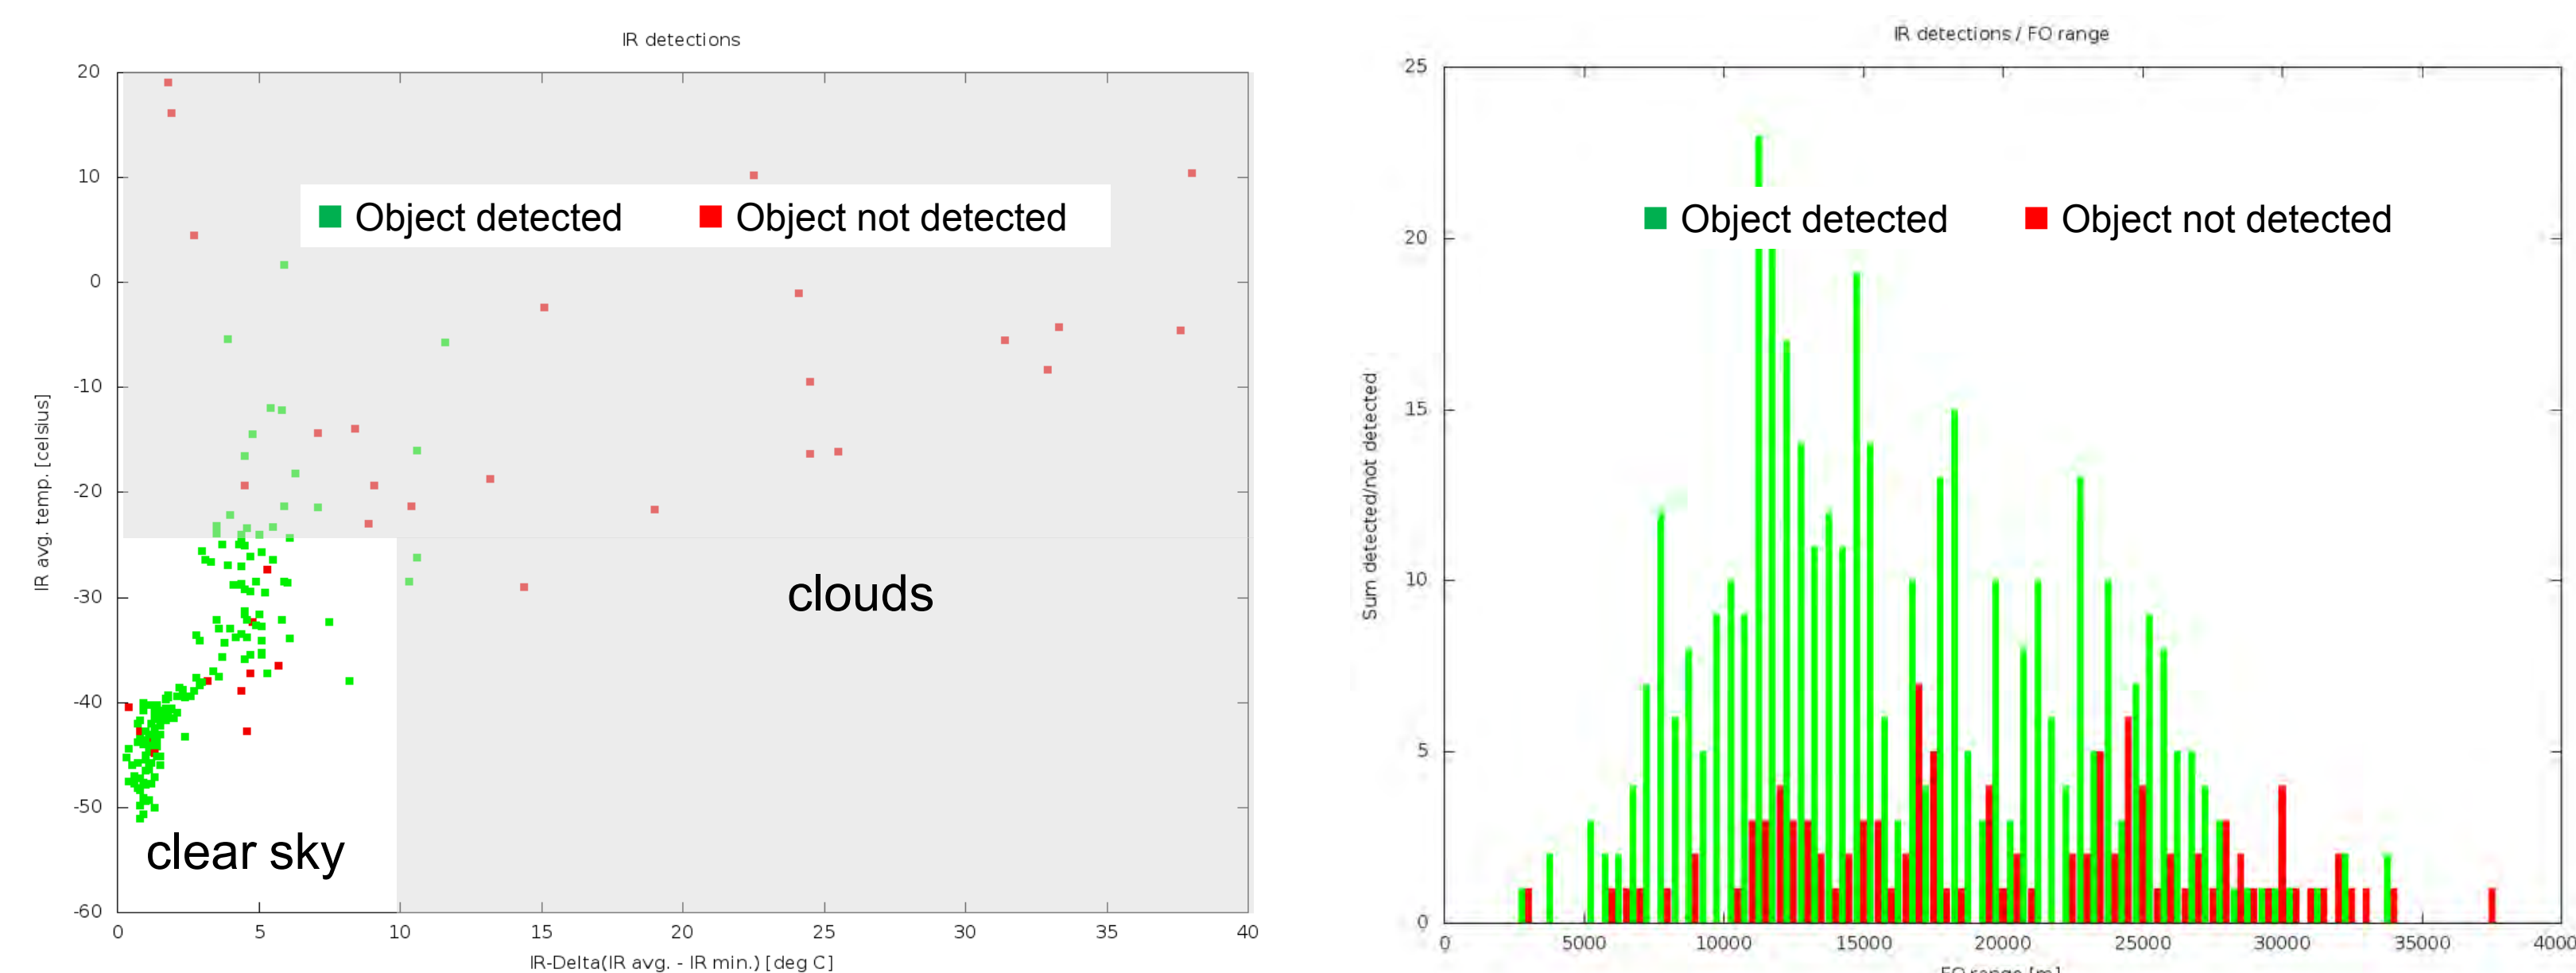 IR detections
20
10
0
-10
-20
-30
-40
-50
-60
IR avg. temp. [celsius]
Object detected
Object not detected
clouds
clear sky
0 5 10 15 20 25 30 35 40
IR-Delta(IR avg. - IR min.) [deg C]
IR detections / FO range
25
20
15
10
5
0
Sum detected/not detected
Object detected
Object not detected
0 5000 10000 15000 20000 25000 30000 35000 4000
FO range [m]